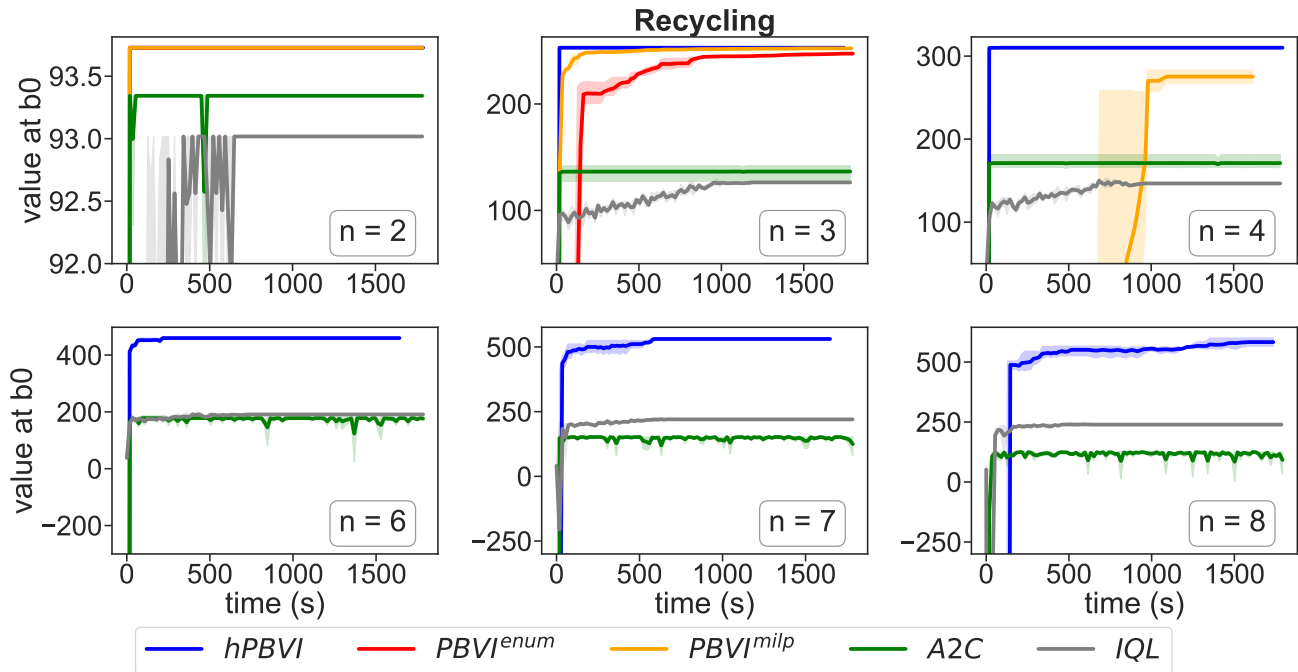 Recycling
value at b0
93.5
93.0
92.5
92.0
0 500 1000 1500
n = 2
200
100
0 500 1000 1500
n = 3
300
200
100
0 500 1000 1500
n = 4
value at b0
400
200
0
−200
0 500 1000 1500
time (s)
n = 6
500
250
0
−250
0 500 1000 1500
time (s)
n = 7
500
250
0
−250
0 500 1000 1500
time (s)
n = 8
hPBVI PBVI^enum PBVI^milp A2C IQL